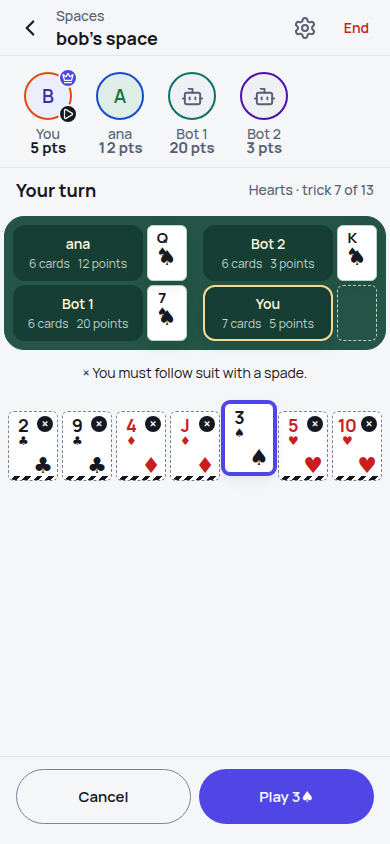 Spaces
bob's space
End
B
A
You
ana
Bot 1
Bot 2
5 pts
12 pts
20 pts
3 pts
Your turn
Hearts · trick 7 of 13
ana
6 cards 12 points
Q♠
Bot 2
6 cards 3 points
K♠
Bot 1
6 cards 20 points
7♠
You
7 cards 5 points
× You must follow suit with a spade.
2♣ × 9♣ × 4♦ × J♦ × 3♠ 5♥ × 10♥ ×
Cancel
Play 3♠